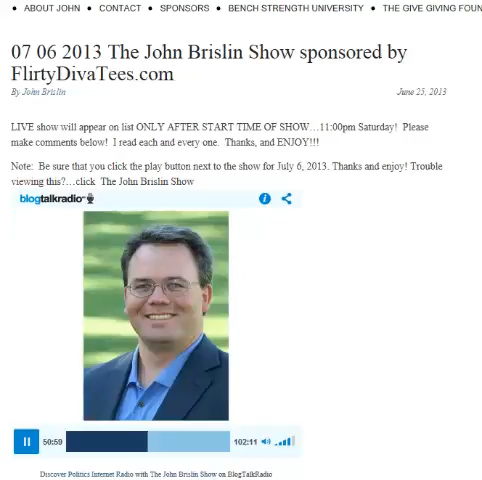 • ABOUT JOHN • CONTACT • SPONSORS • BENCH STRENGTH UNIVERSITY • THE GIVE GIVING FOUN
07 06 2013 The John Brislin Show sponsored by
FlirtyDivaTees.com
By John Brislin June 25, 2013
LIVE show will appear on list ONLY AFTER START TIME OF SHOW…11:00pm Saturday! Please
make comments below! I read each and every one. Thanks, and ENJOY!!!
Note: Be sure that you click the play button next to the show for July 6, 2013. Thanks and enjoy! Trouble
viewing this?…click The John Brislin Show
blogtalkradio
50:59 102:11
Discover Politics Internet Radio with The John Brislin Show on BlogTalkRadio